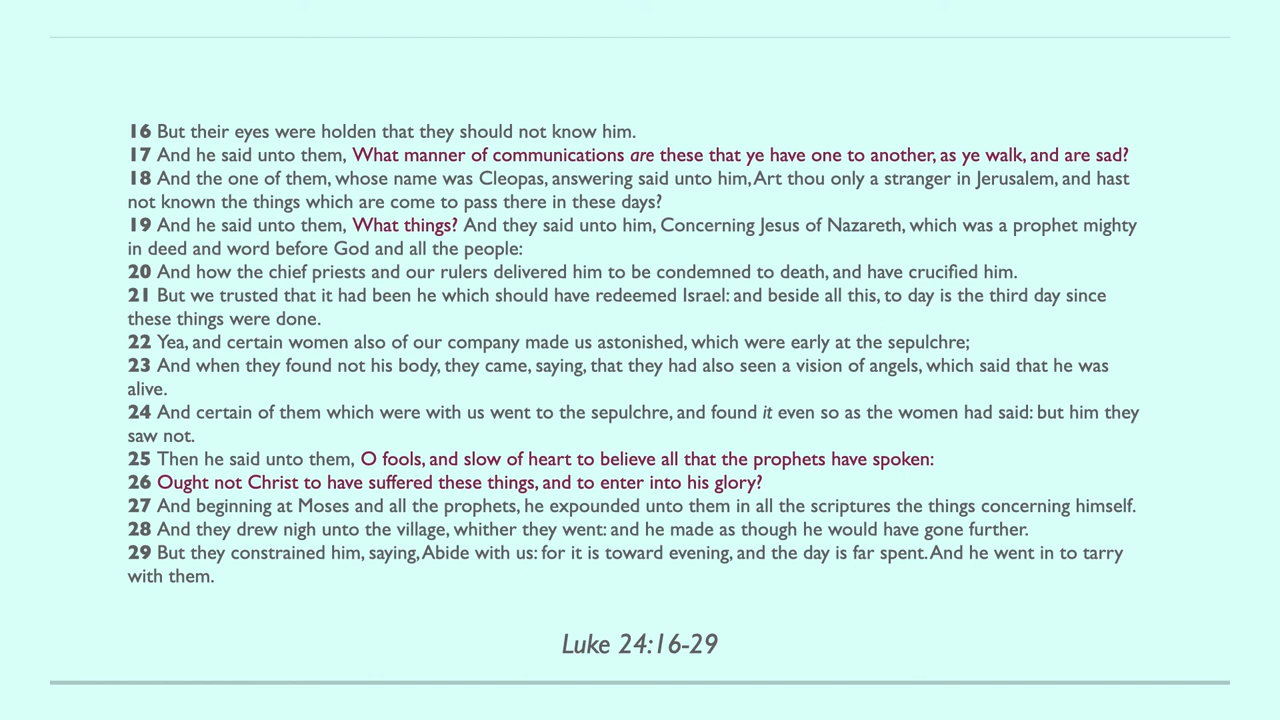 16 But their eyes were holden that they should not know him.
17 And he said unto them, What manner of communications are these that ye have one to another, as ye walk, and are sad?
18 And the one of them, whose name was Cleopas, answering said unto him, Art thou only a stranger in Jerusalem, and hast
not known the things which are come to pass there in these days?
19 And he said unto them, What things? And they said unto him, Concerning Jesus of Nazareth, which was a prophet mighty
in deed and word before God and all the people:
20 And how the chief priests and our rulers delivered him to be condemned to death, and have crucified him.
21 But we trusted that it had been he which should have redeemed Israel: and beside all this, to day is the third day since
these things were done.
22 Yea, and certain women also of our company made us astonished, which were early at the sepulchre;
23 And when they found not his body, they came, saying, that they had also seen a vision of angels, which said that he was
alive.
24 And certain of them which were with us went to the sepulchre, and found it even so as the women had said: but him they
saw not.
25 Then he said unto them, O fools, and slow of heart to believe all that the prophets have spoken:
26 Ought not Christ to have suffered these things, and to enter into his glory?
27 And beginning at Moses and all the prophets, he expounded unto them in all the scriptures the things concerning himself.
28 And they drew nigh unto the village, whither they went: and he made as though he would have gone further.
29 But they constrained him, saying, Abide with us: for it is toward evening, and the day is far spent. And he went in to tarry
with them.
Luke 24:16-29